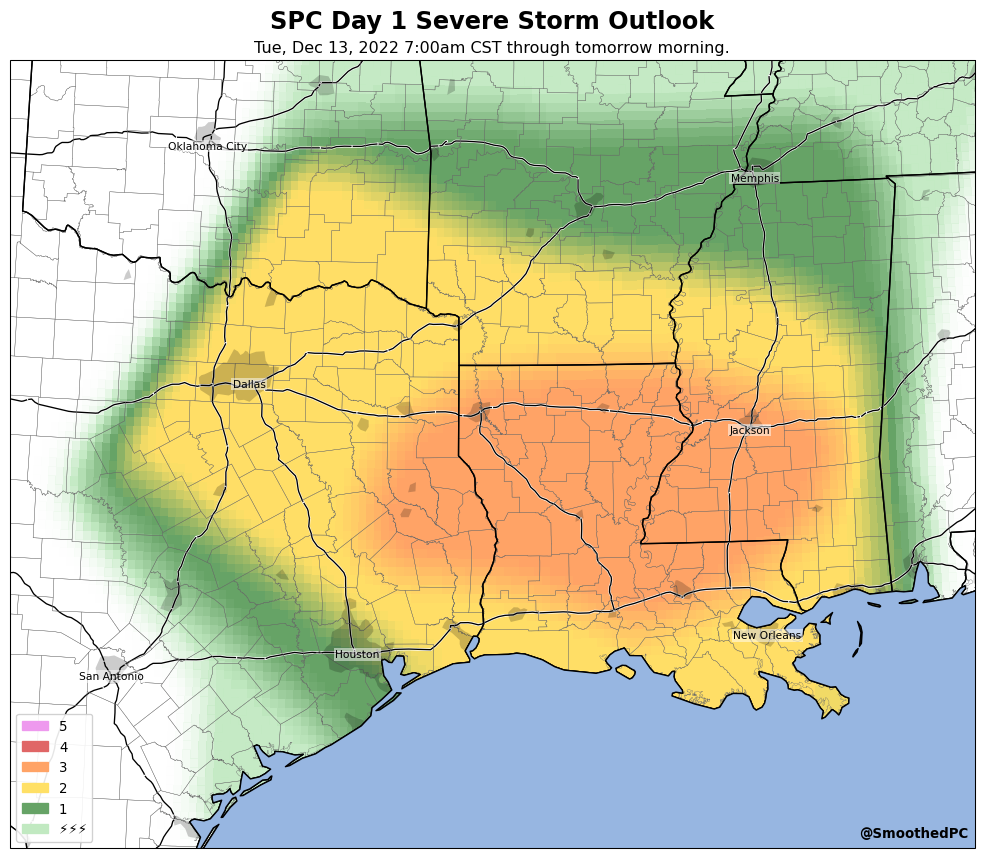 SPC Day 1 Severe Storm Outlook
Tue, Dec 13, 2022 7:00am CST through tomorrow morning.
Oklahoma City
Memphis
Dallas
Jackson
New Orleans
Houston
San Antonio
5
4
3
2
1
⚡⚡⚡
@SmoothedPC